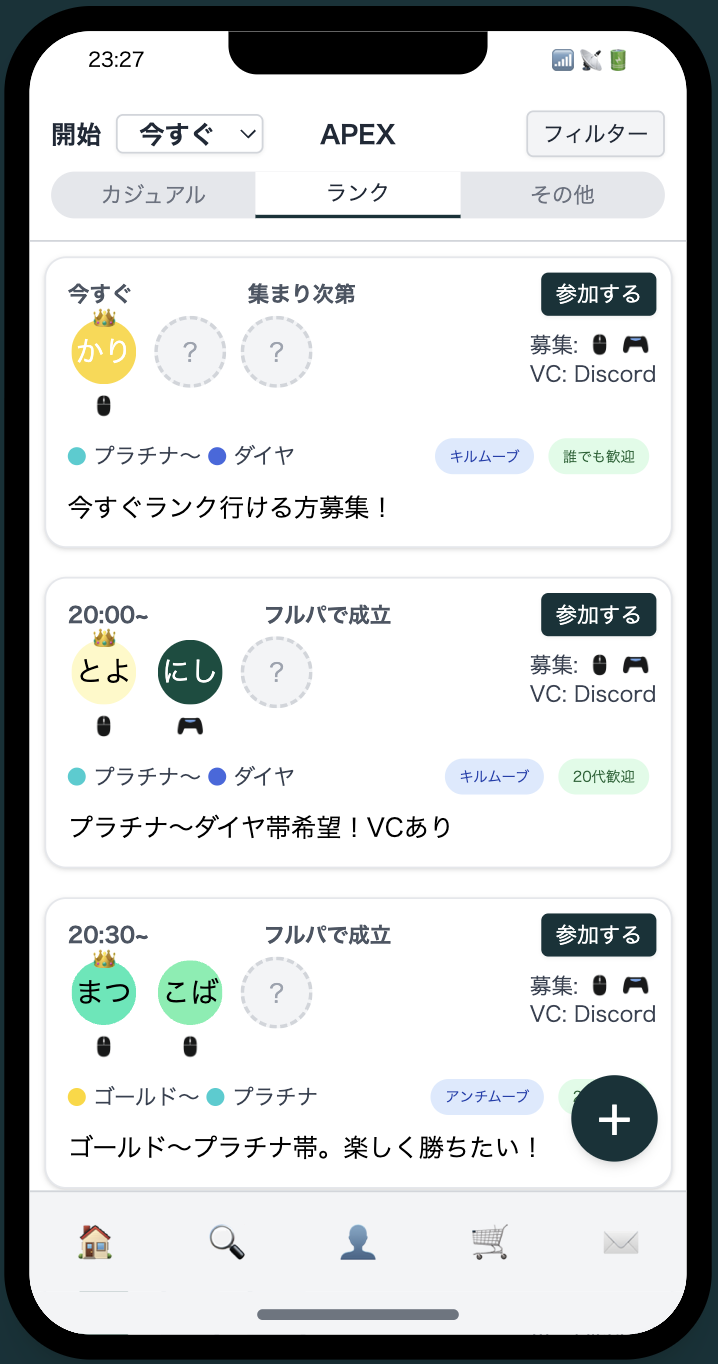 23:27
開始 今すぐ APEX フィルター
カジュアル ランク その他
今すぐ 集まり次第 参加する
かり ? ? 募集:
VC: Discord
プラチナ〜 ダイヤ キルムーブ 誰でも歓迎
今すぐランク行ける方募集！
20:00~ フルパで成立 参加する
とよ にし ? 募集:
VC: Discord
プラチナ〜 ダイヤ キルムーブ 20代歓迎
プラチナ〜ダイヤ帯希望！VCあり
20:30~ フルパで成立 参加する
まつ こば ? 募集:
VC: Discord
ゴールド〜 プラチナ アンチムーブ
ゴールド〜プラチナ帯。楽しく勝ちたい！
+